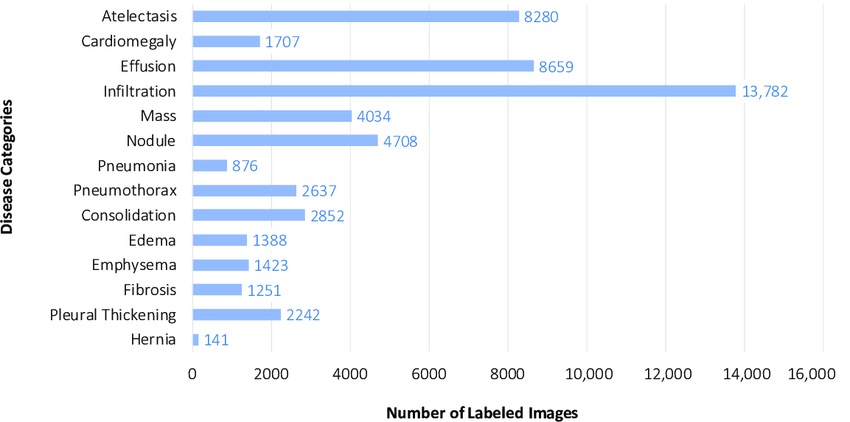 Disease Categories
Atelectasis 8280
Cardiomegaly 1707
Effusion 8659
Infiltration 13,782
Mass 4034
Nodule 4708
Pneumonia 876
Pneumothorax 2637
Consolidation 2852
Edema 1388
Emphysema 1423
Fibrosis 1251
Pleural Thickening 2242
Hernia 141
0 2000 4000 6000 8000 10,000 12,000 14,000 16,000
Number of Labeled Images